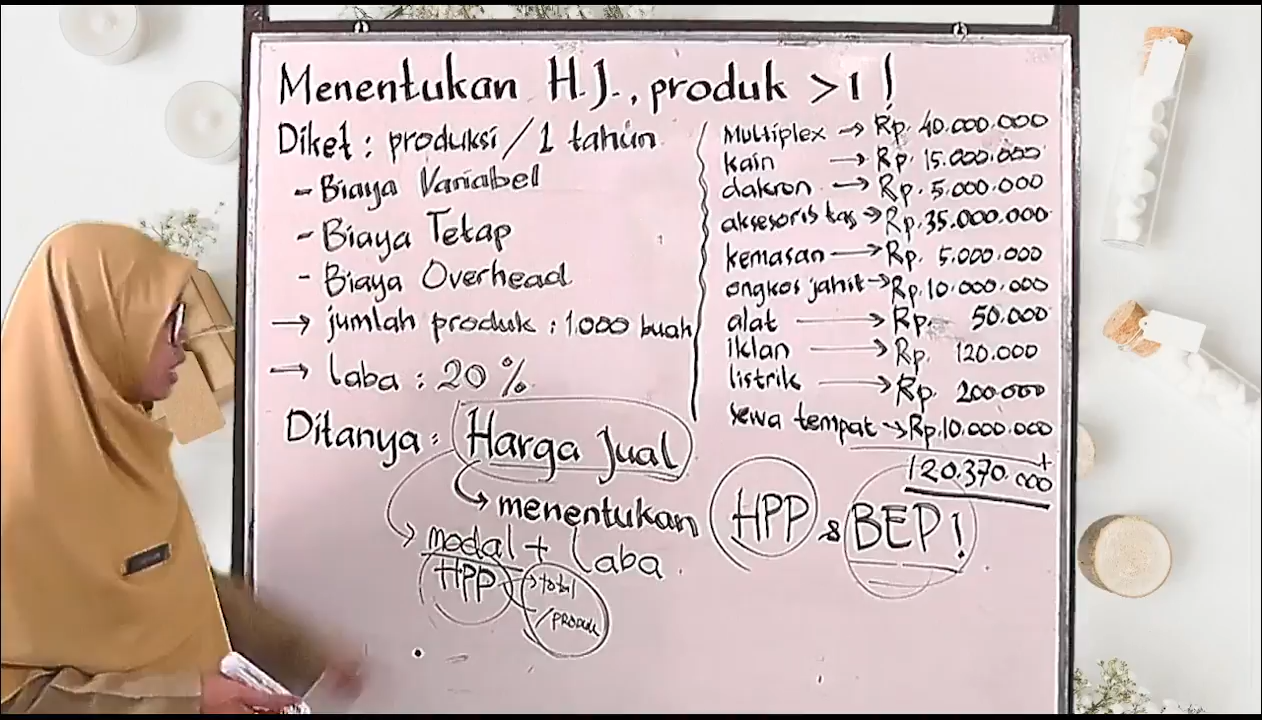 Menentukan H.J., produk >1!
Diket : produksi / 1 tahun
- Biaya Variabel
- Biaya Tetap
- Biaya Overhead
→ jumlah produk : 1.000 buah
→ laba : 20 %
Ditanya : Harga Jual
→ menentukan HPP & BEP!
→ modal + Laba
HPP → total
/produk
Multiplex → Rp. 40.000.000
kain → Rp. 15.000.000
dakron → Rp. 5.000.000
aksesoris tas → Rp. 35.000.000
kemasan → Rp. 5.000.000
ongkos jahit → Rp. 10.000.000
alat → Rp. 50.000
iklan → Rp. 120.000
listrik → Rp. 200.000
sewa tempat → Rp. 10.000.000
+
120.370.000